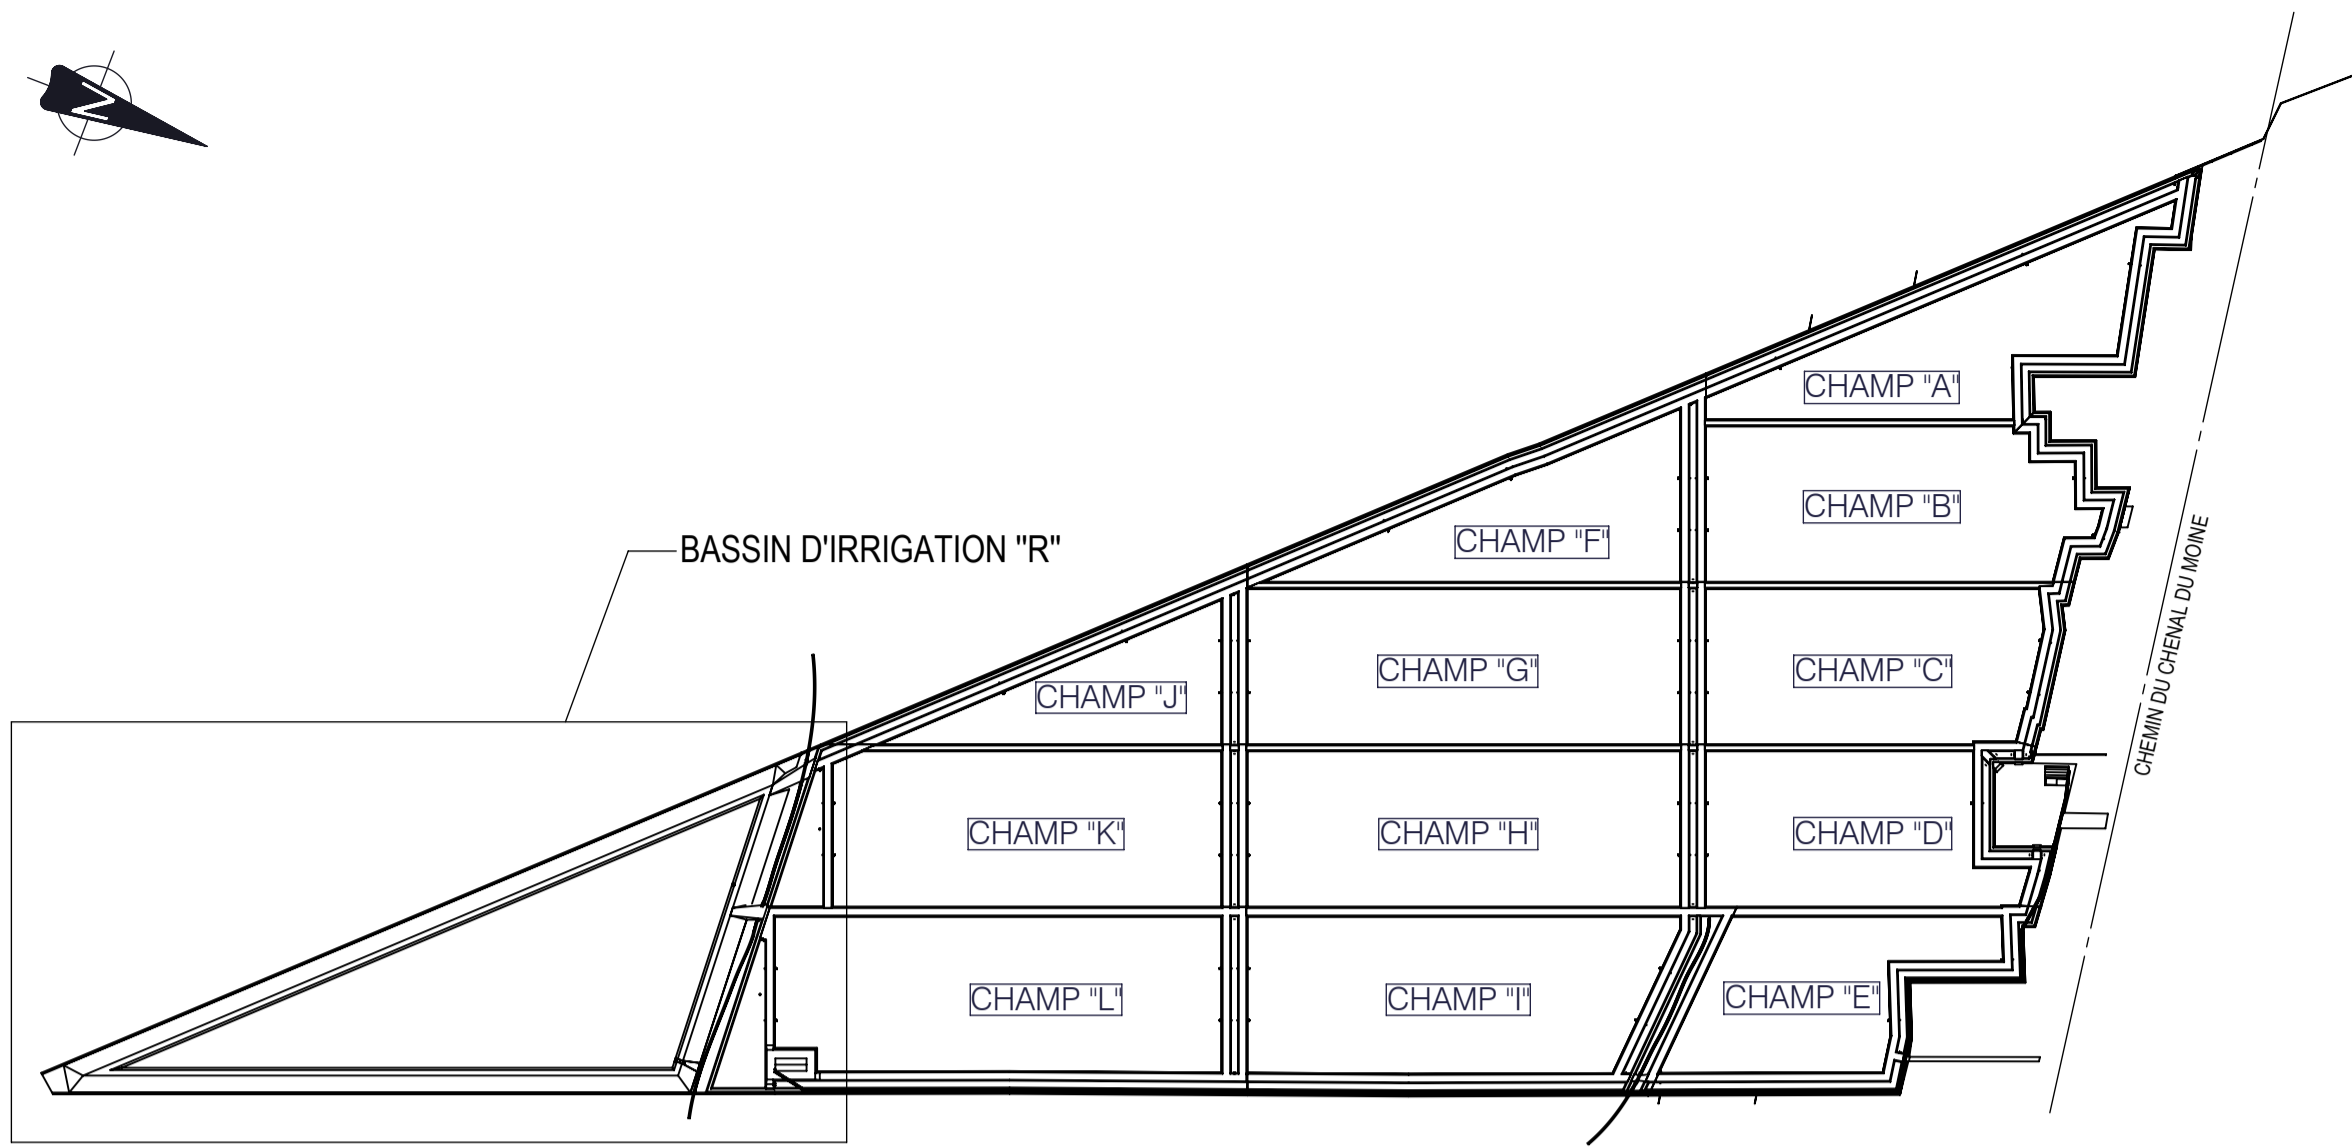 N
CHAMP "A"
CHAMP "B"
BASSIN D'IRRIGATION "R"
CHAMP "F"
CHEMIN DU CHENAL DU MOINE
CHAMP "J"
CHAMP "G"
CHAMP "C"
CHAMP "K"
CHAMP "H"
CHAMP "D"
CHAMP "L"
CHAMP "I"
CHAMP "E"